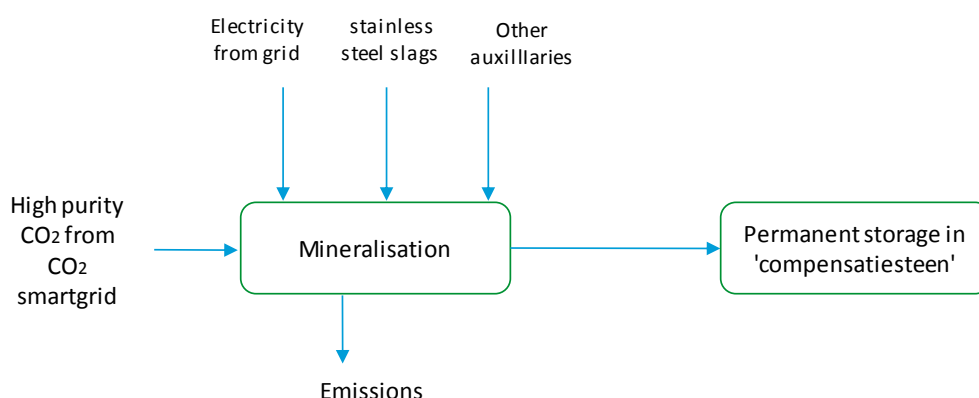 Electricity
from grid
stainless
steel slags
Other
auxilllaries
High purity
CO2 from
CO2
smartgrid
Mineralisation
Permanent storage in
'compensatiesteen'
Emissions